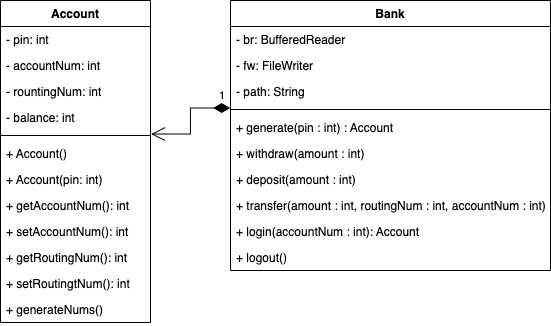 Account
- pin: int
- accountNum: int
- rountingNum: int
- balance: int
+ Account()
+ Account(pin: int)
+ getAccountNum(): int
+ setAccountNum(): int
+ getRoutingNum(): int
+ setRoutingtNum(): int
+ generateNums()
1
Bank
- br: BufferedReader
- fw: FileWriter
- path: String
+ generate(pin : int) : Account
+ withdraw(amount : int)
+ deposit(amount : int)
+ transfer(amount : int, routingNum : int, accountNum : int)
+ login(accountNum : int): Account
+ logout()